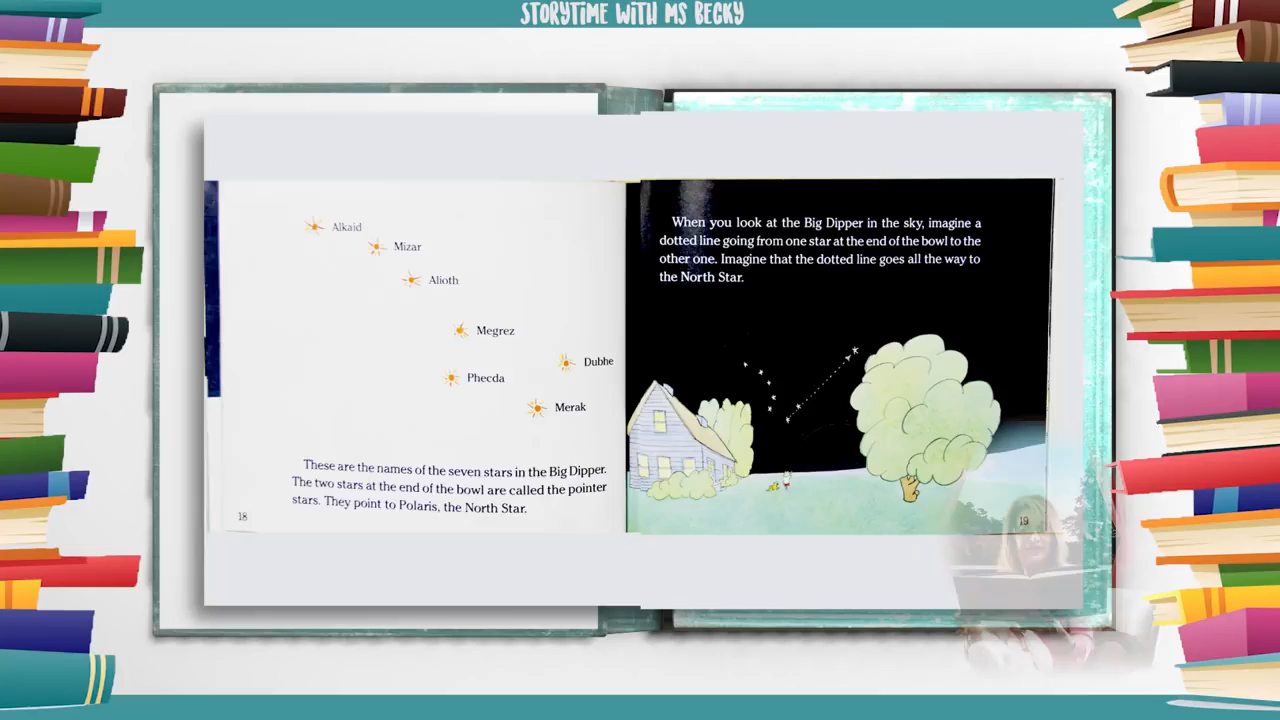 STORYTIME WITH MS BECKY
Alkaid
Mizar
Alioth
Megrez
Dubhe
Phecda
Merak
These are the names of the seven stars in the Big Dipper.
The two stars at the end of the bowl are called the pointer
stars. They point to Polaris, the North Star.
18
When you look at the Big Dipper in the sky, imagine a
dotted line going from one star at the end of the bowl to the
other one. Imagine that the dotted line goes all the way to
the North Star.
19